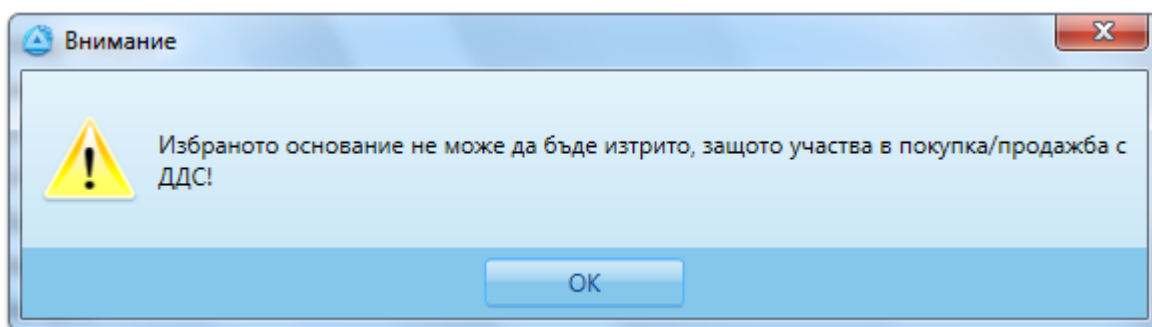 Внимание
Избраното основание не може да бъде изтрито, защото участва в покупка/продажба с
ДДС!
OK